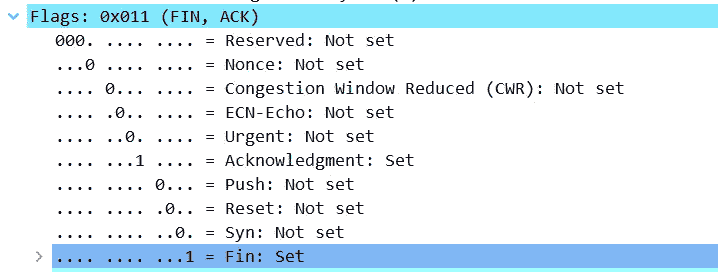 Flags: 0x011 (FIN, ACK)
000. .... .... = Reserved: Not set
...0 .... .... = Nonce: Not set
.... 0... .... = Congestion Window Reduced (CWR): Not set
.... .0.. .... = ECN-Echo: Not set
.... ..0. .... = Urgent: Not set
.... ...1 .... = Acknowledgment: Set
.... .... 0... = Push: Not set
.... .... .0.. = Reset: Not set
.... .... ..0. = Syn: Not set
.... .... ...1 = Fin: Set